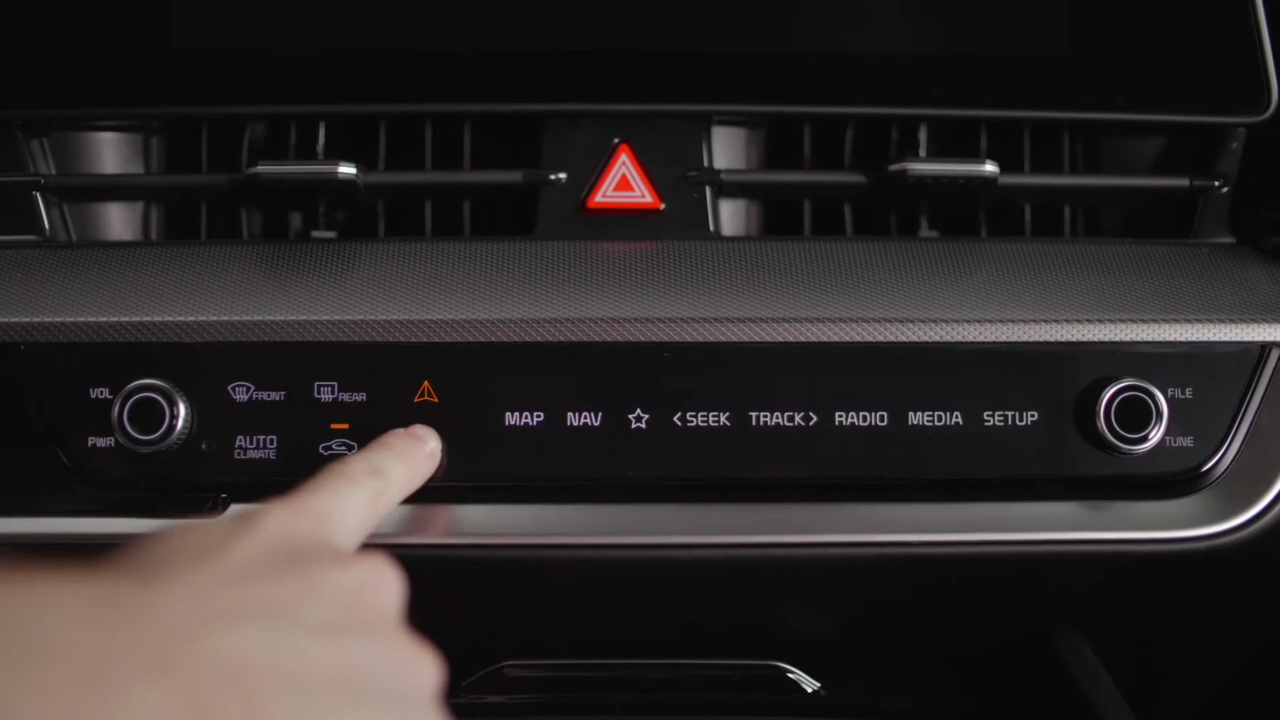 VOL
PWR
FRONT
REAR
AUTO
CLIMATE
MAP NAV SEEK TRACK RADIO MEDIA SETUP
FILE
TUNE